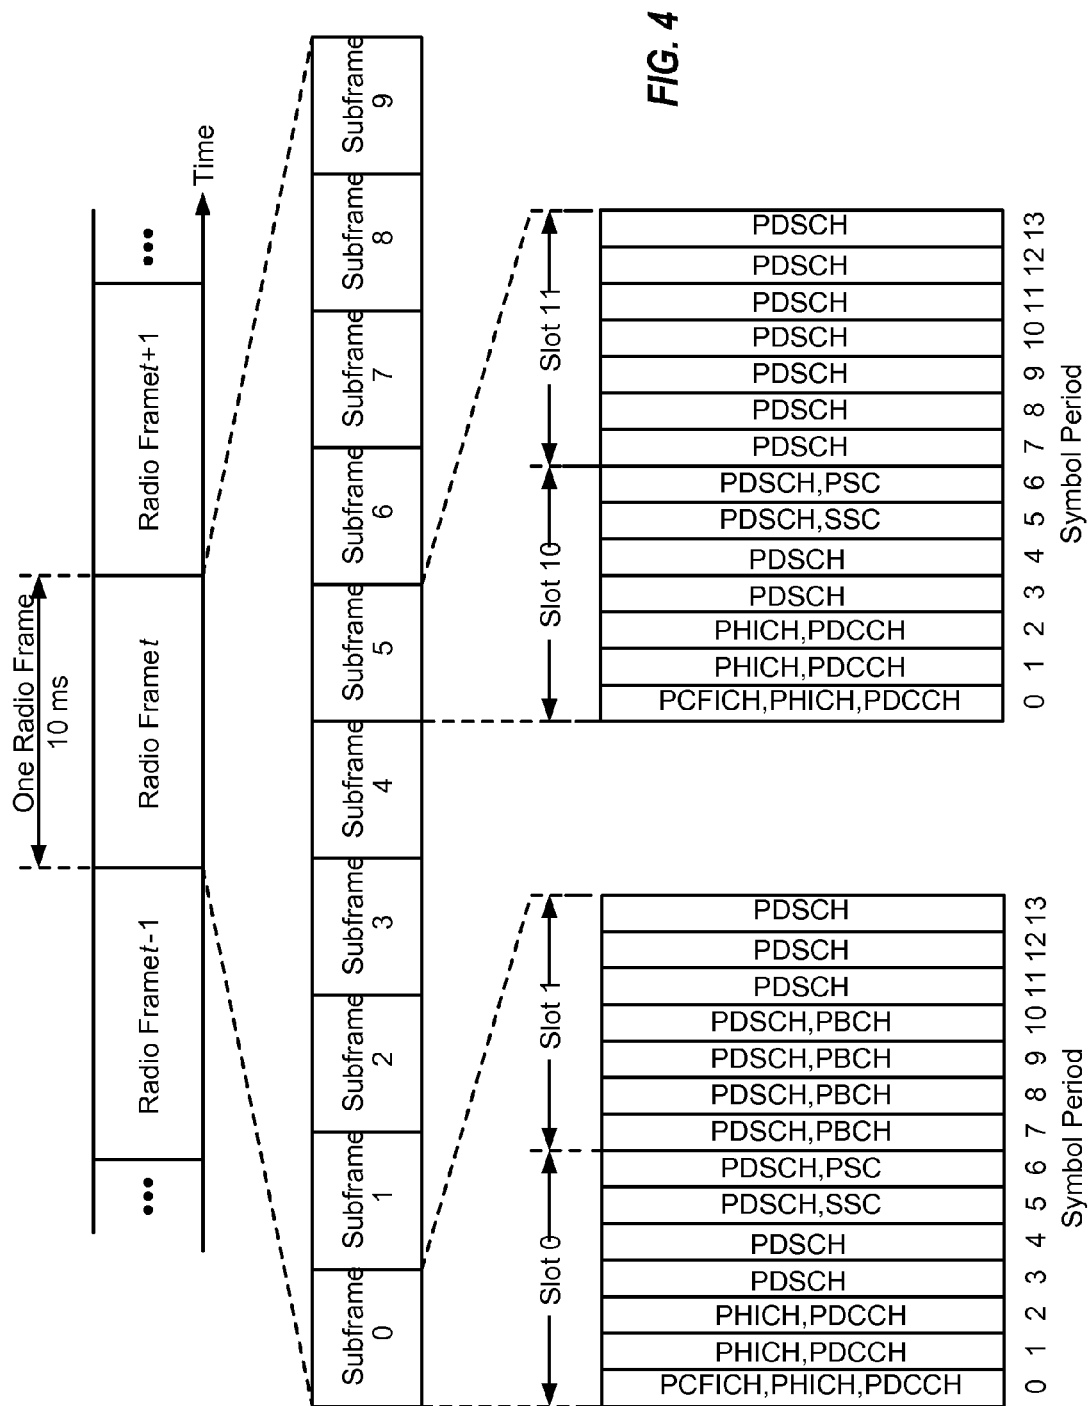 One Radio Frame
10 ms
•••
Radio Framet-1
Radio Framet
Radio Framet+1
•••
Time
Subframe
0
Subframe
1
Subframe
2
Subframe
3
Subframe
4
Subframe
5
Subframe
6
Subframe
7
Subframe
8
Subframe
9
Slot 0
Slot 1
PCFICH,PHICH,PDCCH
PHICH,PDCCH
PHICH,PDCCH
PDSCH
PDSCH
PDSCH,SSC
PDSCH,PSC
PDSCH,PBCH
PDSCH,PBCH
PDSCH,PBCH
PDSCH,PBCH
PDSCH
PDSCH
PDSCH
0 1 2 3 4 5 6 7 8 9 10 11 12 13
Symbol Period
Slot 10
Slot 11
PCFICH,PHICH,PDCCH
PHICH,PDCCH
PHICH,PDCCH
PDSCH
PDSCH
PDSCH,SSC
PDSCH,PSC
PDSCH
PDSCH
PDSCH
PDSCH
PDSCH
PDSCH
PDSCH
0 1 2 3 4 5 6 7 8 9 10 11 12 13
Symbol Period
FIG. 4